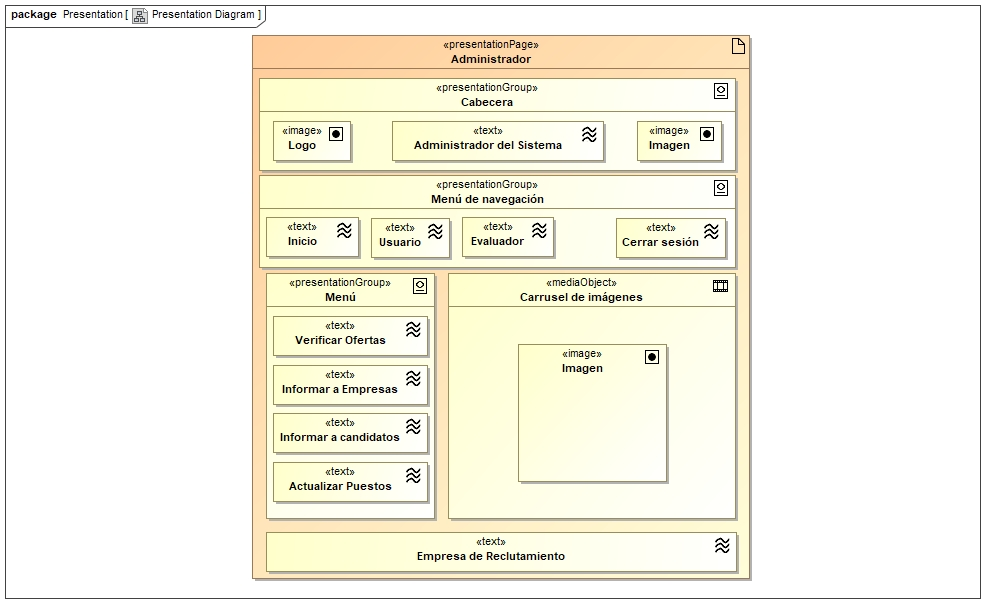 package Presentation [ Presentation Diagram ]
«presentationPage»
Administrador
«presentationGroup»
Cabecera
«image»
Logo
«text»
Administrador del Sistema
«image»
Imagen
«presentationGroup»
Menú de navegación
«text»
Inicio
«text»
Usuario
«text»
Evaluador
«text»
Cerrar sesión
«presentationGroup»
Menú
«text»
Verificar Ofertas
«text»
Informar a Empresas
«text»
Informar a candidatos
«text»
Actualizar Puestos
«mediaObject»
Carrusel de imágenes
«image»
Imagen
«text»
Empresa de Reclutamiento